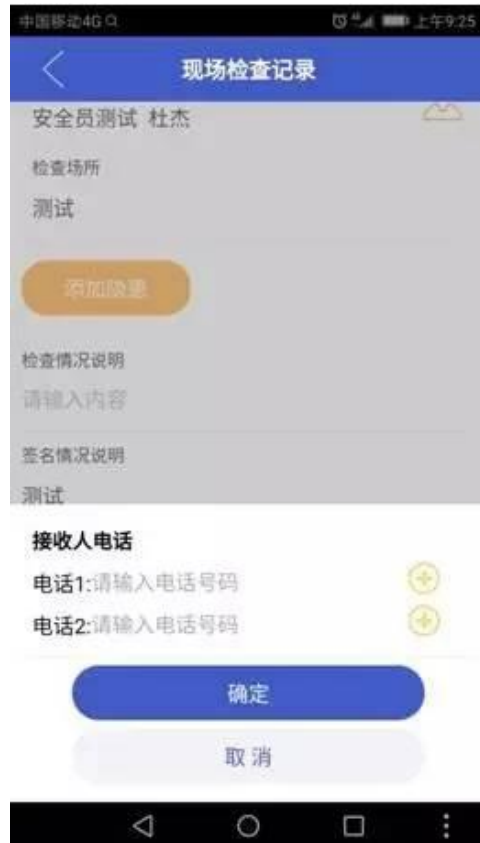 中国移动4G
上午9:25
现场检查记录
安全员测试 杜杰
检查场所
测试
添加隐患
检查情况说明
请输入内容
签名情况说明
测试
接收人电话
电话1:请输入电话号码
电话2:请输入电话号码
确定
取消